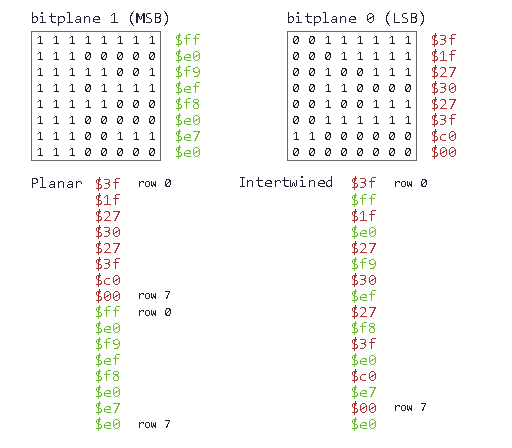 bitplane 1 (MSB) bitplane 0 (LSB)
1 1 1 1 1 1 1 1 $ff 0 0 1 1 1 1 1 1 $3f
1 1 1 0 0 0 0 0 $e0 0 0 0 1 1 1 1 1 $1f
1 1 1 1 1 0 0 1 $f9 0 0 1 0 0 1 1 1 $27
1 1 1 0 1 1 1 1 $ef 0 0 1 1 0 0 0 0 $30
1 1 1 1 1 0 0 0 $f8 0 0 1 0 0 1 1 1 $27
1 1 1 0 0 0 0 0 $e0 0 0 1 1 1 1 1 1 $3f
1 1 1 0 0 1 1 1 $e7 1 1 0 0 0 0 0 0 $c0
1 1 1 0 0 0 0 0 $e0 0 0 0 0 0 0 0 0 $00
Planar $3f row 0 Intertwined $3f row 0
$1f $ff
$27 $1f
$30 $e0
$27 $27
$3f $f9
$c0 $30
$00 row 7 $ef
$ff row 0 $27
$e0 $f8
$f9 $3f
$ef $e0
$f8 $c0
$e0 $e7
$e7 $00 row 7
$e0 row 7 $e0